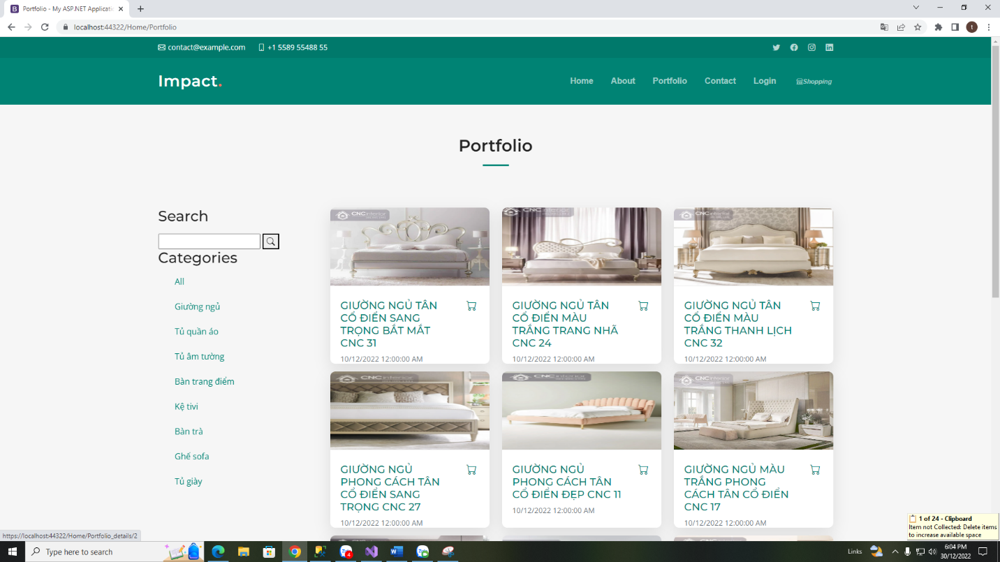 Portfolio - My ASP.NET Applicatio
localhost:44322/Home/Portfolio
t
contact@example.com
+1 5589 55488 55
Impact.
Home
About
Portfolio
Contact
Login
Shopping
Portfolio
Search
Categories
All
Giường ngủ
Tủ quần áo
Tủ âm tường
Bàn trang điểm
Kệ tivi
Bàn trà
Ghế sofa
Tủ giày
CNCinterior
GIƯỜNG NGỦ TÂN
CỔ ĐIỂN SANG
TRỌNG BẮT MẮT
CNC 31
10/12/2022 12:00:00 AM
CNCinterior
GIƯỜNG NGỦ TÂN
CỔ ĐIỂN MÀU
TRẮNG TRANG NHÃ
CNC 24
10/12/2022 12:00:00 AM
CNCinterior
GIƯỜNG NGỦ TÂN
CỔ ĐIỂN MÀU
TRẮNG THANH LỊCH
CNC 32
10/12/2022 12:00:00 AM
CNCinterior
GIƯỜNG NGỦ
PHONG CÁCH TÂN
CỔ ĐIỂN SANG
TRỌNG CNC 27
10/12/2022 12:00:00 AM
CNCinterior
GIƯỜNG NGỦ
PHONG CÁCH TÂN
CỔ ĐIỂN ĐẸP CNC 11
10/12/2022 12:00:00 AM
CNCinterior
GIƯỜNG NGỦ MÀU
TRẮNG PHONG
CÁCH TÂN CỔ ĐIỂN
CNC 17
10/12/2022 12:00:00 AM
1 of 24 - Clipboard
Item not Collected: Delete items
to increase available space
https://localhost:44322/Home/Portfolio_details/2
Type here to search
Links
6:04 PM
30/12/2022